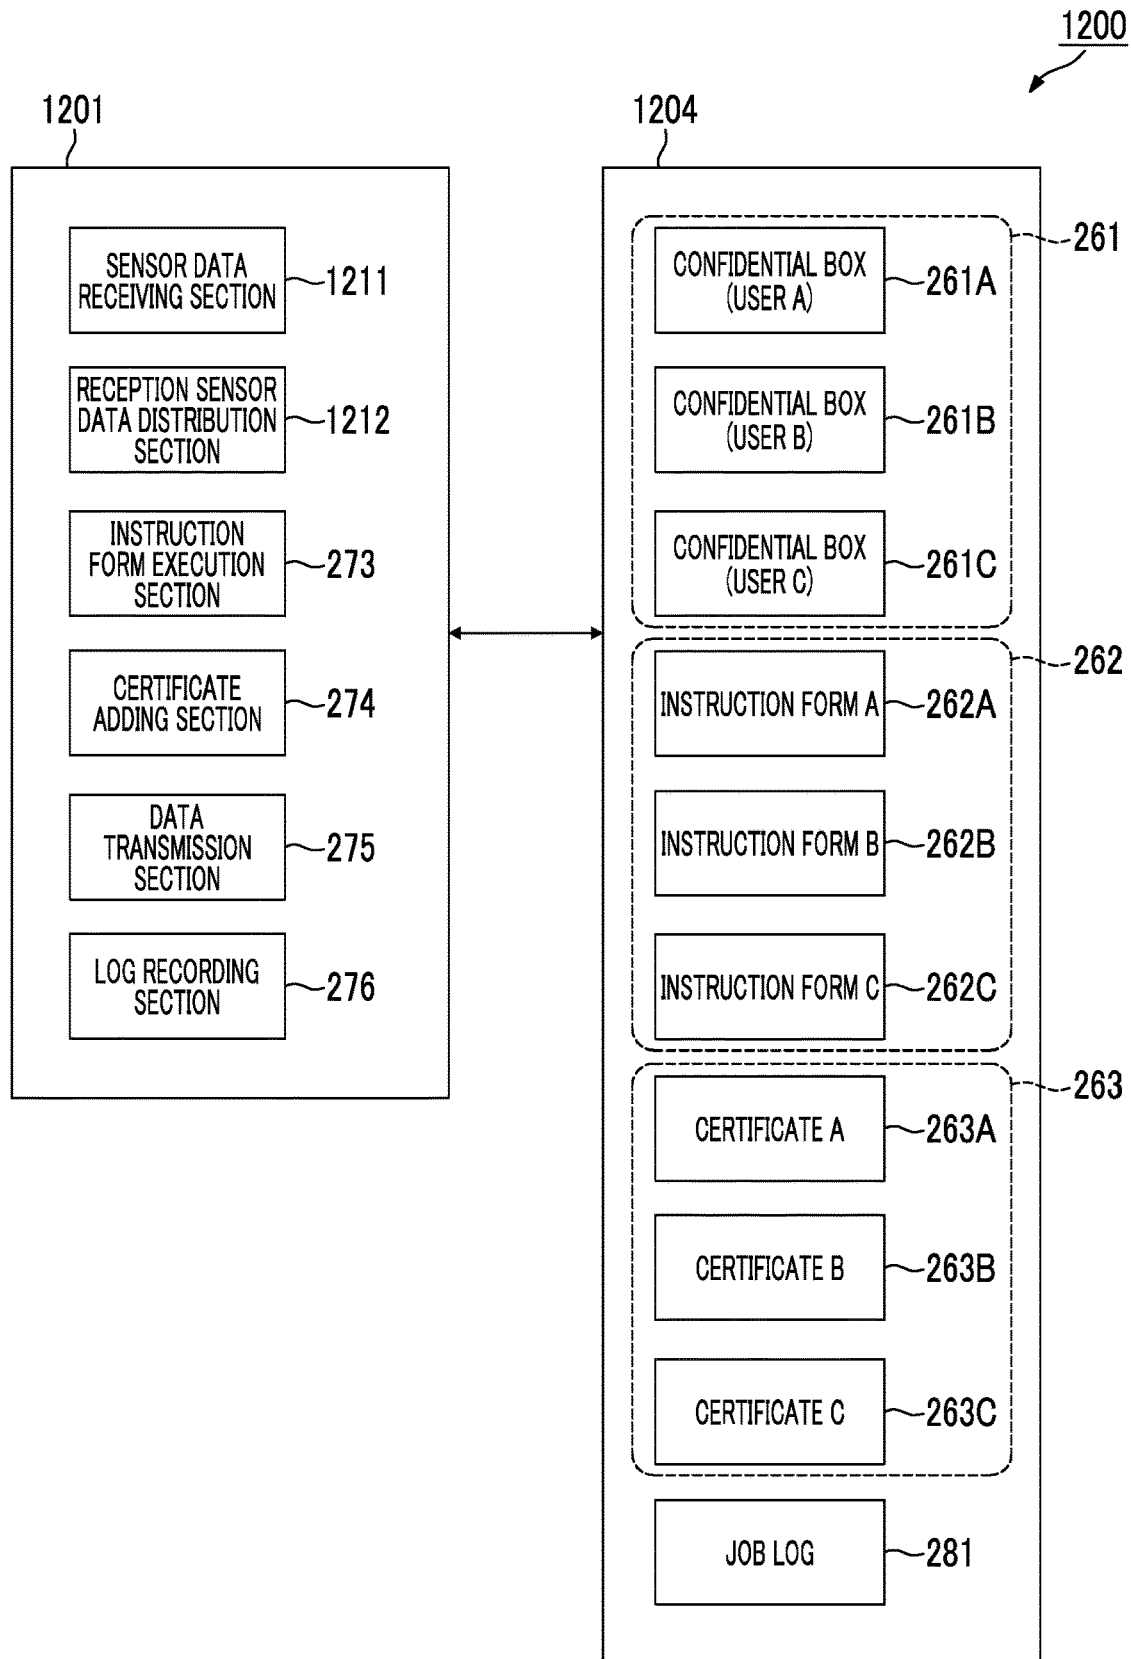 1200
1201
SENSOR DATA
RECEIVING SECTION
1211
RECEPTION SENSOR
DATA DISTRIBUTION
SECTION
1212
INSTRUCTION
FORM EXECUTION
SECTION
273
CERTIFICATE
ADDING SECTION
274
DATA
TRANSMISSION
SECTION
275
LOG RECORDING
SECTION
276
1204
261
CONFIDENTIAL BOX
(USER A)
261A
CONFIDENTIAL BOX
(USER B)
261B
CONFIDENTIAL BOX
(USER C)
261C
262
INSTRUCTION FORM A
262A
INSTRUCTION FORM B
262B
INSTRUCTION FORM C
262C
263
CERTIFICATE A
263A
CERTIFICATE B
263B
CERTIFICATE C
263C
JOB LOG
281